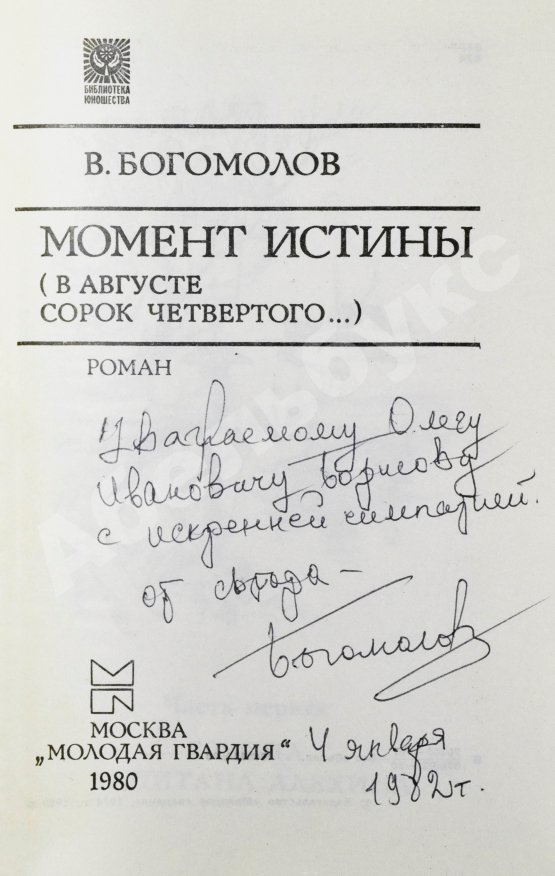 БИБЛИОТЕКА
ЮНОШЕСТВА
В. БОГОМОЛОВ
МОМЕНТ ИСТИНЫ
( В АВГУСТЕ
СОРОК ЧЕТВЕРТОГО...)
РОМАН
Уважаемому Олегу
Ивановичу Борисову
с искренней симпатией.
от автора –
Богомолов
МОСКВА
„МОЛОДАЯ ГВАРДИЯ“
1980
4 января
1982 г.